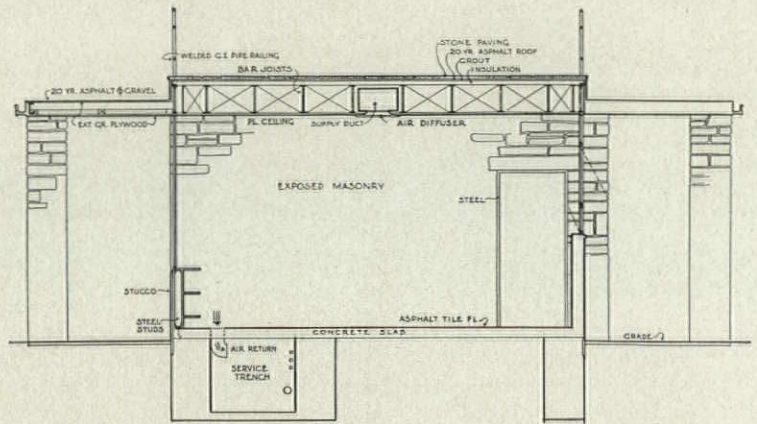 STONE PAVING
20 YR. ASPHALT ROOF
GROUT
INSULATION
WELDED G.I. PIPE RAILING
BAR JOISTS
20 YR. ASPHALT & GRAVEL
EXT. GR. PLYWOOD
PL. CEILING
SUPPLY DUCT
AIR DIFFUSER
EXPOSED MASONRY
STEEL
STUCCO
STEEL
STUDS
ASPHALT TILE FL.
CONCRETE SLAB
GRADE
AIR RETURN
SERVICE
TRENCH